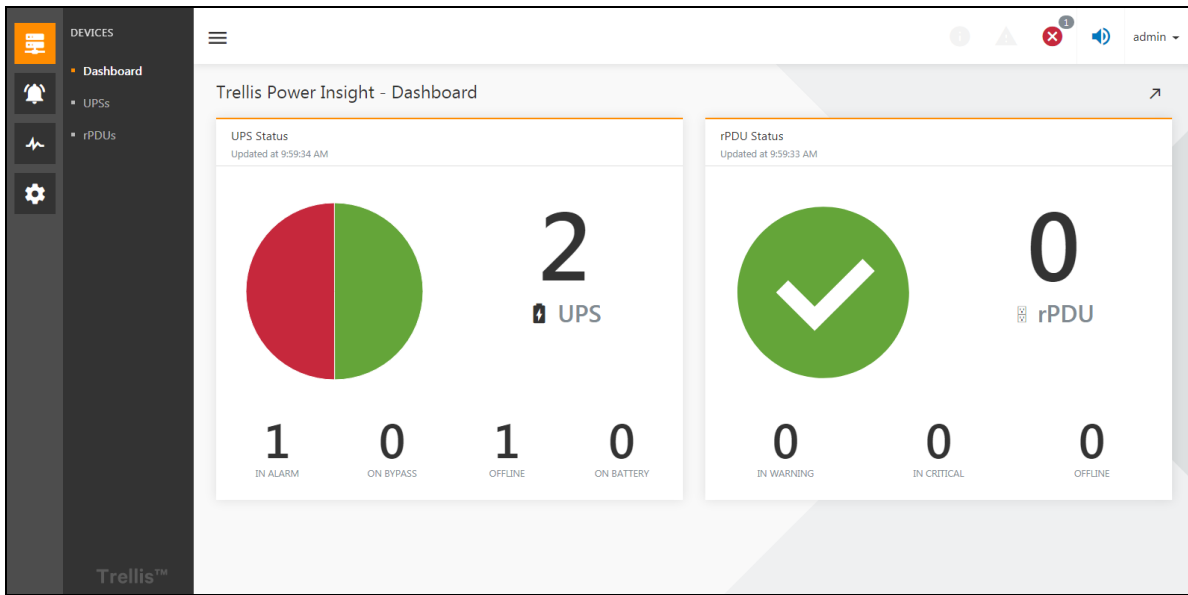 DEVICES
Dashboard
UPSs
rPDUs
Trellis™
1
admin
Trellis Power Insight - Dashboard
UPS Status
Updated at 9:59:34 AM
2
UPS
1
0
1
0
IN ALARM
ON BYPASS
OFFLINE
ON BATTERY
rPDU Status
Updated at 9:59:33 AM
0
rPDU
0
0
0
IN WARNING
IN CRITICAL
OFFLINE